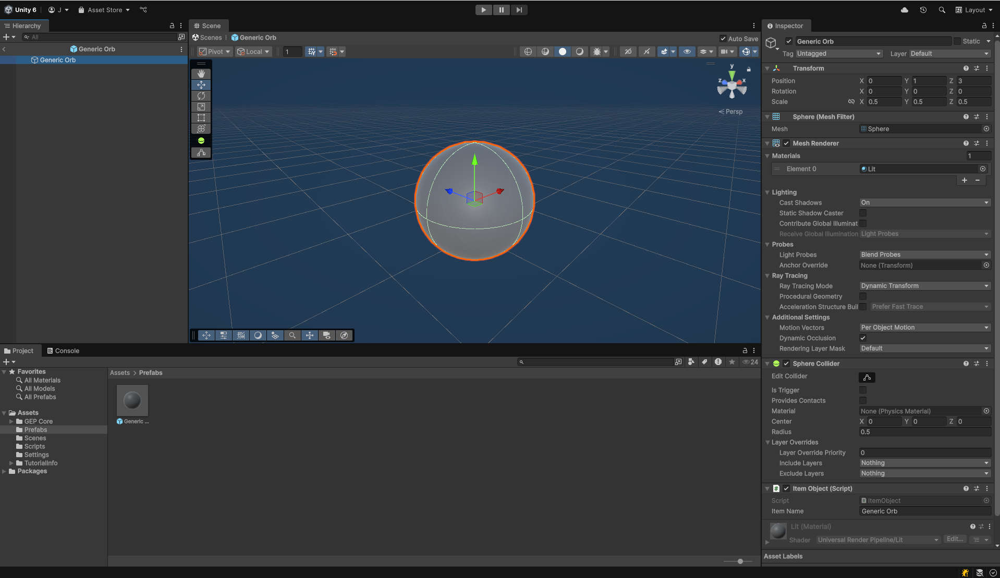 Unity 6 J Asset Store Layout
Hierarchy
All
Generic Orb
Generic Orb
Scene
Scenes Generic Orb Auto Save
Pivot Local 1 2D
y
z x
Persp
Inspector
Generic Orb Static
Tag Untagged Layer Default
Transform
Position X 0 Y 1 Z 3
Rotation X 0 Y 0 Z 0
Scale X 0.5 Y 0.5 Z 0.5
Sphere (Mesh Filter)
Mesh Sphere
Mesh Renderer
Materials 1
Element 0 Lit
Lighting
Cast Shadows On
Static Shadow Caster
Contribute Global Illuminat
Receive Global Illumination Light Probes
Probes
Light Probes Blend Probes
Anchor Override None (Transform)
Ray Tracing
Ray Tracing Mode Dynamic Transform
Procedural Geometry
Acceleration Structure Buil Prefer Fast Trace
Additional Settings
Motion Vectors Per Object Motion
Dynamic Occlusion
Rendering Layer Mask Default
Sphere Collider
Edit Collider
Is Trigger
Provides Contacts
Material None (Physics Material)
Center X 0 Y 0 Z 0
Radius 0.5
Layer Overrides
Layer Override Priority 0
Include Layers Nothing
Exclude Layers Nothing
# Item Object (Script)
Script ItemObject
Item Name Generic Orb
Lit (Material)
Shader Universal Render Pipeline/Lit Edit...
Asset Labels
Project Console
24
Favorites
All Materials
All Models
All Prefabs
Assets
GEP Core
Prefabs
Scenes
Scripts
Settings
TutorialInfo
Packages
Assets > Prefabs
Generic ...